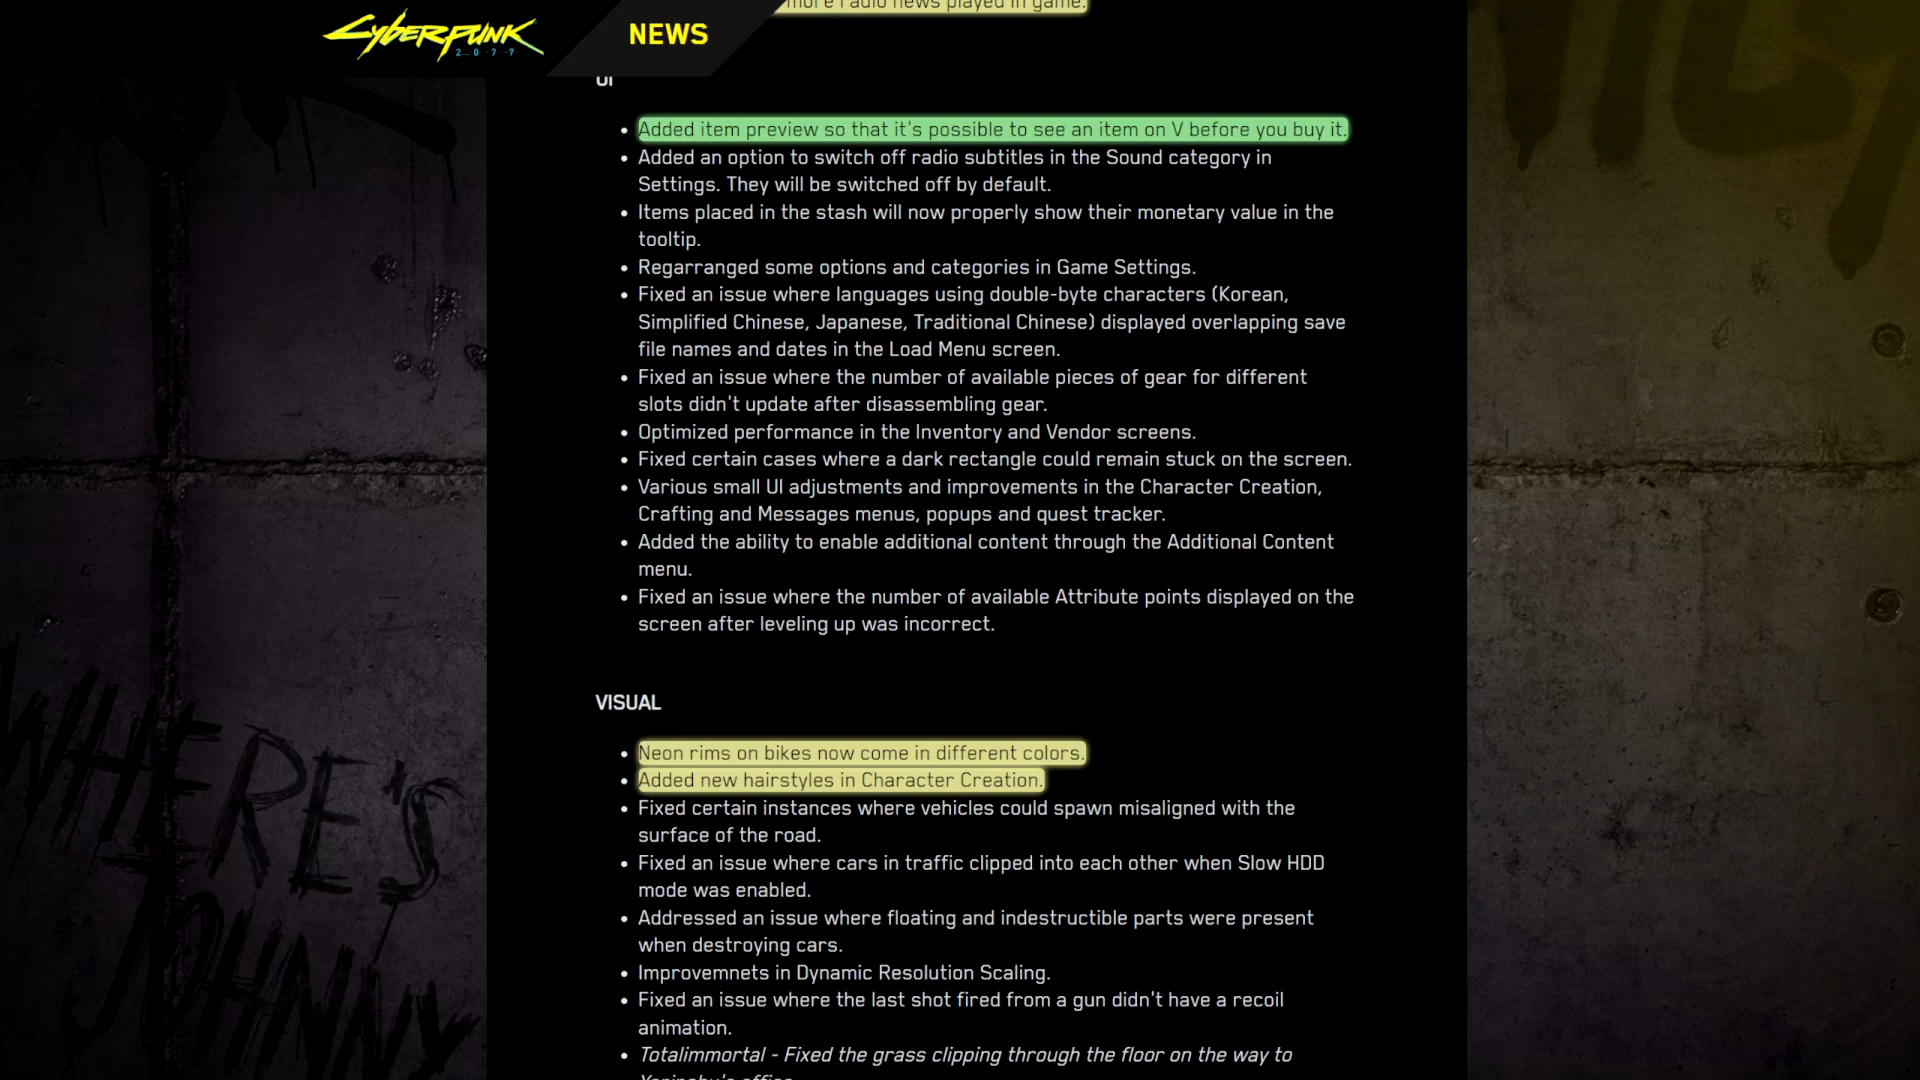 more radio news played in game.
Cyberpunk
2077
NEWS
UI
Added item preview so that it's possible to see an item on V before you buy it.
Added an option to switch off radio subtitles in the Sound category in
Settings. They will be switched off by default.
Items placed in the stash will now properly show their monetary value in the
tooltip.
Regarranged some options and categories in Game Settings.
Fixed an issue where languages using double-byte characters (Korean,
Simplified Chinese, Japanese, Traditional Chinese) displayed overlapping save
file names and dates in the Load Menu screen.
Fixed an issue where the number of available pieces of gear for different
slots didn't update after disassembling gear.
Optimized performance in the Inventory and Vendor screens.
Fixed certain cases where a dark rectangle could remain stuck on the screen.
Various small UI adjustments and improvements in the Character Creation,
Crafting and Messages menus, popups and quest tracker.
Added the ability to enable additional content through the Additional Content
menu.
Fixed an issue where the number of available Attribute points displayed on the
screen after leveling up was incorrect.
VISUAL
Neon rims on bikes now come in different colors.
Added new hairstyles in Character Creation.
Fixed certain instances where vehicles could spawn misaligned with the
surface of the road.
Fixed an issue where cars in traffic clipped into each other when Slow HDD
mode was enabled.
Addressed an issue where floating and indestructible parts were present
when destroying cars.
Improvemnets in Dynamic Resolution Scaling.
Fixed an issue where the last shot fired from a gun didn't have a recoil
animation.
Totalimmortal - Fixed the grass clipping through the floor on the way to
WHERE'S
JOHNNY